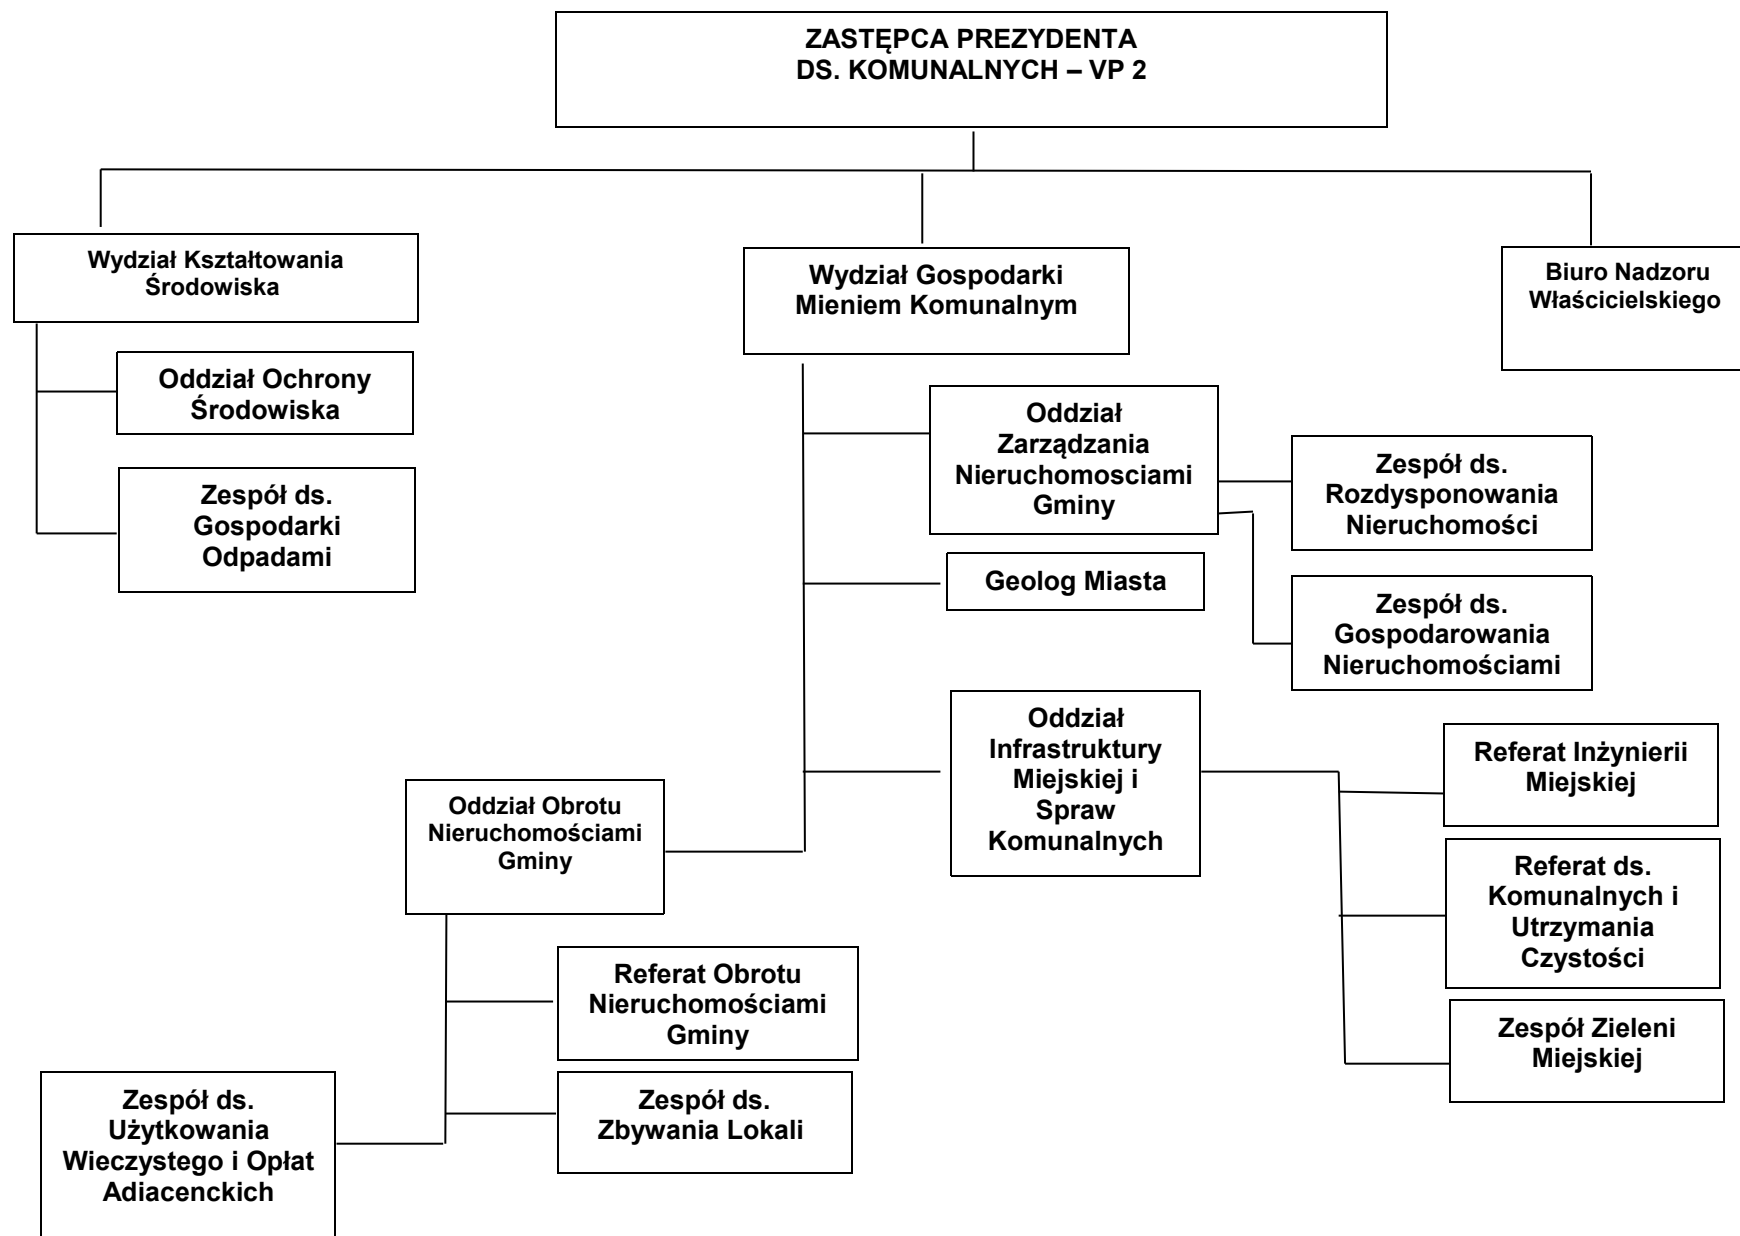 ZASTĘPCA PREZYDENTA
DS. KOMUNALNYCH – VP 2
Wydział Kształtowania
Środowiska
Wydział Gospodarki
Mieniem Komunalnym
Biuro Nadzoru
Właścicielskiego
Oddział Ochrony
Środowiska
Zespół ds.
Gospodarki
Odpadami
Oddział
Zarządzania
Nieruchomosciami
Gminy
Zespół ds.
Rozdysponowania
Nieruchomości
Geolog Miasta
Zespół ds.
Gospodarowania
Nieruchomościami
Oddział
Infrastruktury
Miejskiej i
Spraw
Komunalnych
Referat Inżynierii
Miejskiej
Oddział Obrotu
Nieruchomościami
Gminy
Referat ds.
Komunalnych i
Utrzymania
Czystości
Referat Obrotu
Nieruchomościami
Gminy
Zespół Zieleni
Miejskiej
Zespół ds.
Użytkowania
Wieczystego i Opłat
Adiacenckich
Zespół ds.
Zbywania Lokali